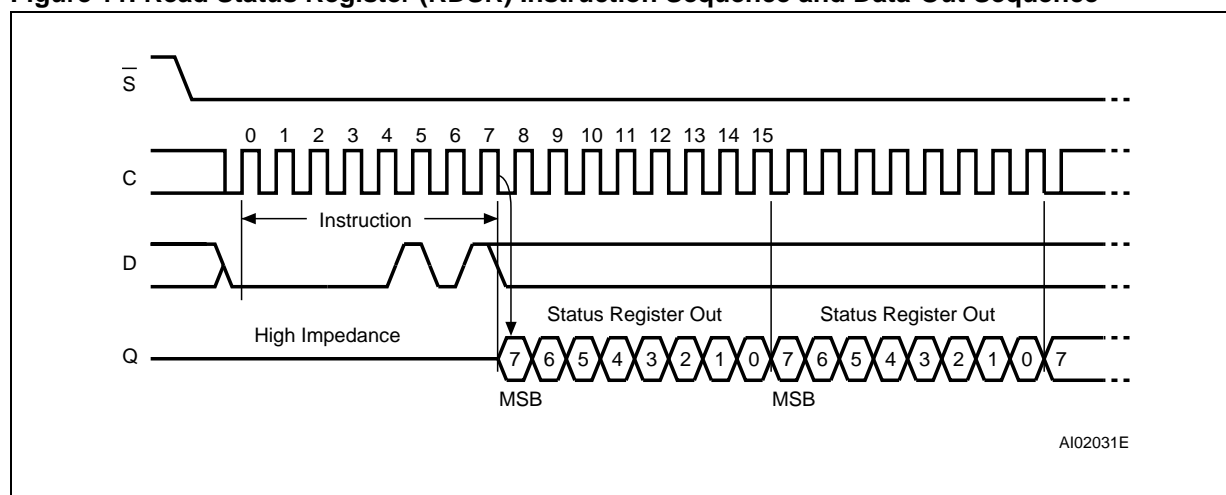 Figure 11. Read Status Register (RDSR) Instruction Sequence and Data-Out Sequence
S
0 1 2 3 4 5 6 7 8 9 10 11 12 13 14 15
C
Instruction
D
Status Register Out Status Register Out
High Impedance
Q 7 6 5 4 3 2 1 0 7 6 5 4 3 2 1 0 7
MSB MSB
AI02031E